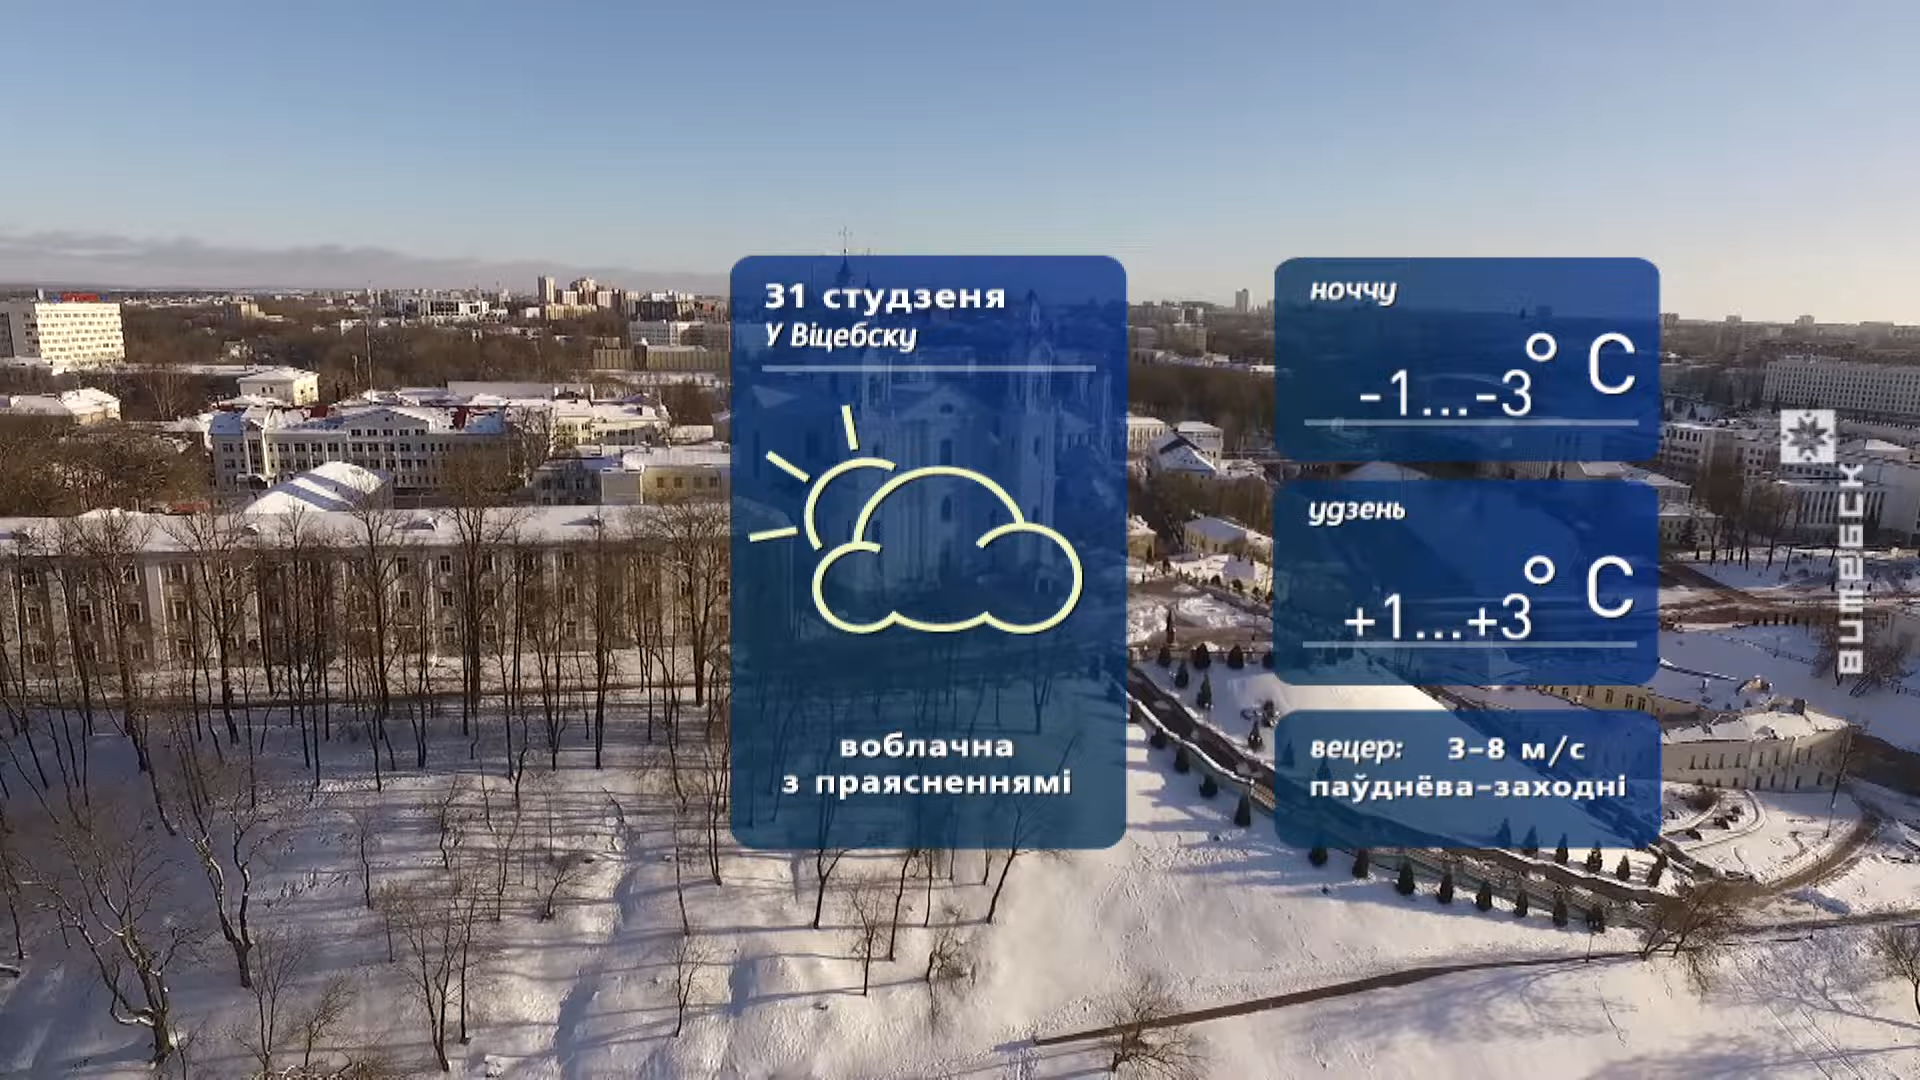 31 студзеня
У Віцебску
воблачна
з праясненнямі
ноччу
-1...-3° C
удзень
+1...+3° C
вецер: 3-8 м/с
паўднёва-заходні
Витебск